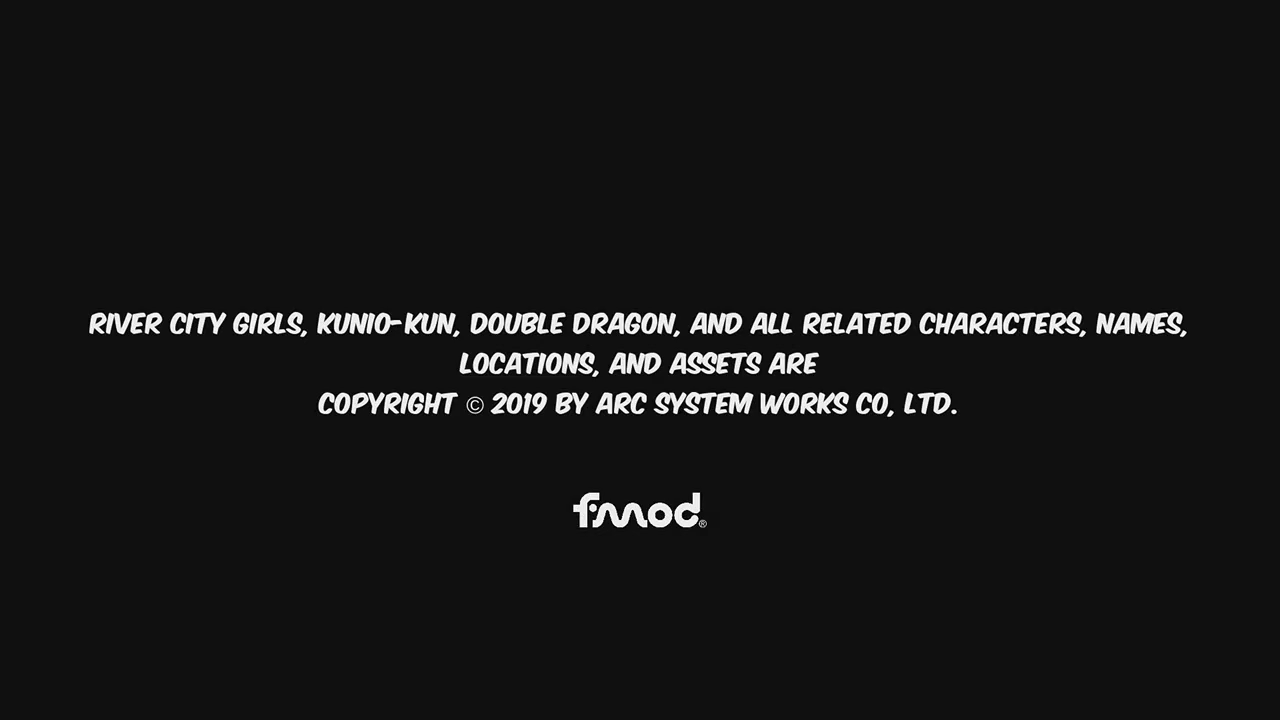 RIVER CITY GIRLS, KUNIO-KUN, DOUBLE DRAGON, AND ALL RELATED CHARACTERS, NAMES,
LOCATIONS, AND ASSETS ARE
COPYRIGHT © 2019 BY ARC SYSTEM WORKS CO, LTD.
fmod®